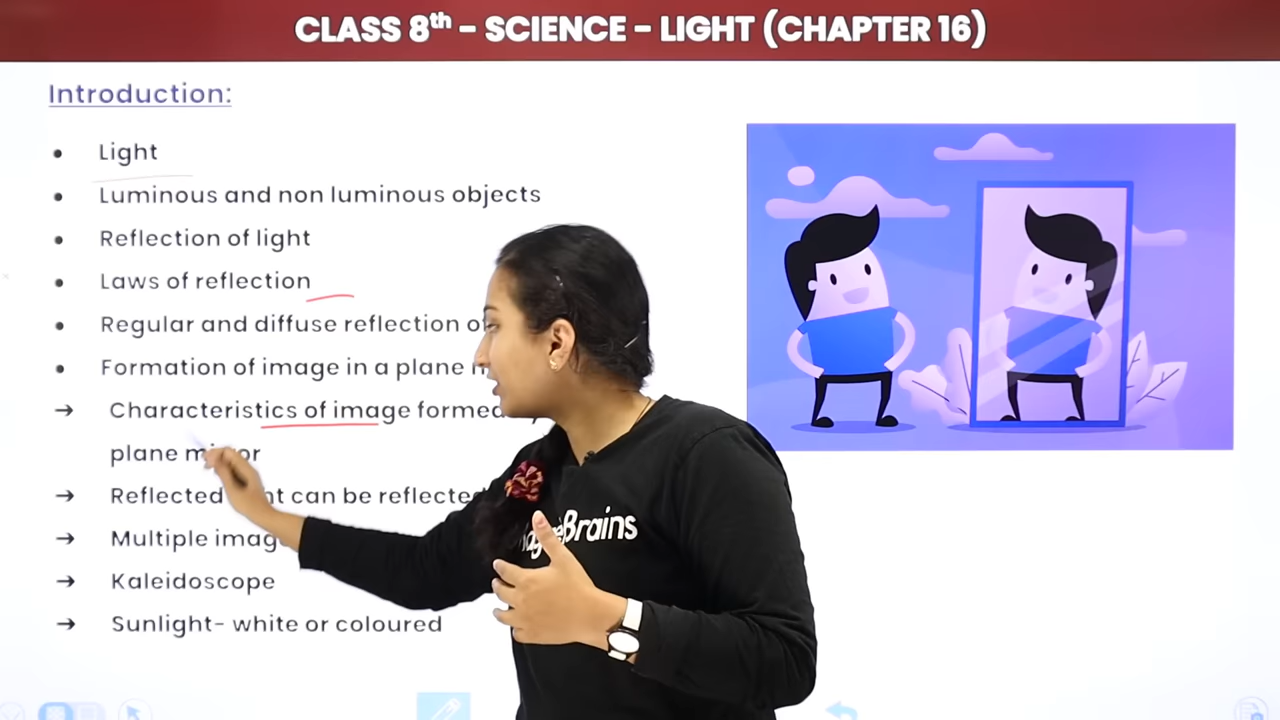 CLASS 8th - SCIENCE - LIGHT (CHAPTER 16)
Introduction:
• Light
• Luminous and non luminous objects
• Reflection of light
• Laws of reflection
• Regular and diffuse reflection
• Formation of image in a plane
→ Characteristics of image formed
plane
→ Reflected can be reflected
→ Multiple
→ Kaleidoscope
→ Sunlight- white or coloured
Brains